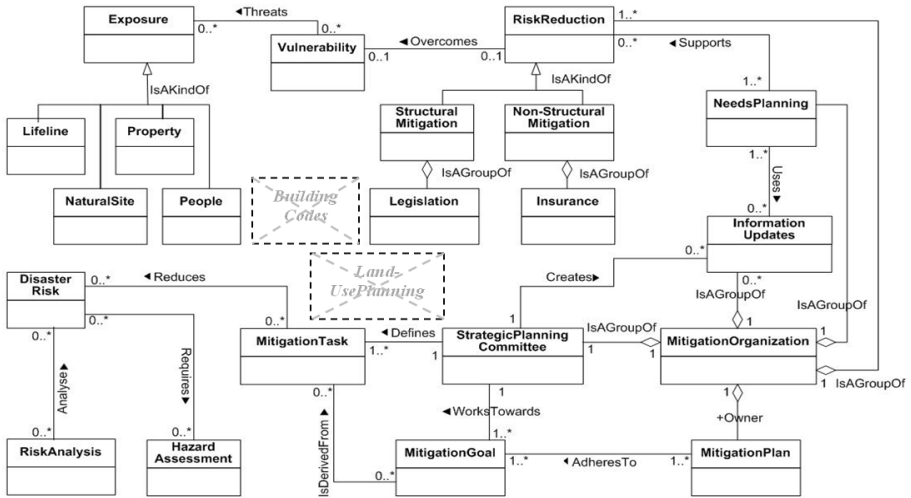 Exposure
◄Threats
0..*
0..*
Vulnerability
◄Overcomes
0..1
0..1
RiskReduction
1..*
0..*
◄Supports
1..*
NeedsPlanning
IsAKindOf
IsAKindOf
Lifeline
Property
NaturalSite
People
Structural
Mitigation
Non-Structural
Mitigation
IsAGroupOf
IsAGroupOf
Legislation
Insurance
Building
Codes
Land-
UsePlanning
1..*
Uses►
0..*
Information
Updates
0..*
0..*
Creates►
IsAGroupOf
IsAGroupOf
Disaster
Risk
0..*
◄Reduces
0..*
0..*
0..*
MitigationTask
◄Defines
1..*
1
1
StrategicPlanning
Committee
IsAGroupOf
1
1
1
MitigationOrganization
1
1
IsAGroupOf
Analyse►
Requires►
0..*
0..*
RiskAnalysis
Hazard
Assessment
0..*
IsDerivedFrom►
0..*
1
◄WorksTowards
1..*
MitigationGoal
1..*
◄AdheresTo
1..*
1
+Owner
MitigationPlan